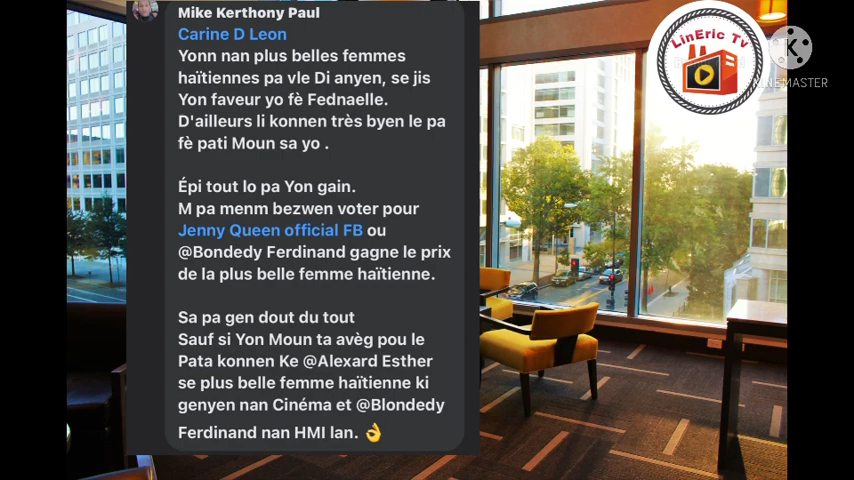 Mike Kerthony Paul
Carine D Leon
Yonn nan plus belles femmes
haïtiennes pa vle Di anyen, se jis
Yon faveur yo fè Fednaelle.
D'ailleurs li konnen très byen le pa
fè pati Moun sa yo .
Épi tout lo pa Yon gain.
M pa menm bezwen voter pour
Jenny Queen official FB ou
@Bondedy Ferdinand gagne le prix
de la plus belle femme haïtienne.
Sa pa gen dout du tout
Sauf si Yon Moun ta avèg pou le
Pata konnen Ke @Alexard Esther
se plus belle femme haïtienne ki
genyen nan Cinéma et @Blondedy
Ferdinand nan HMI lan. 👌
LinEric Tv
K
INEMASTER